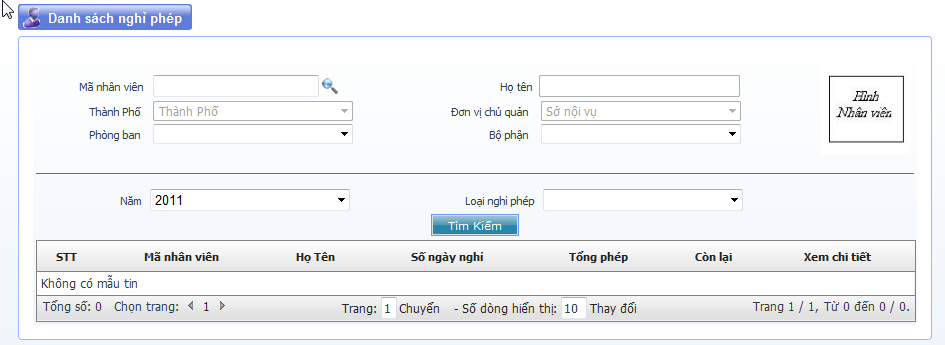 Danh sách nghỉ phép
Mã nhân viên Họ tên
Thành Phố Thành Phố Đơn vị chủ quản Sở nội vụ
Phòng ban Bộ phận
Hình
Nhân viên
Năm 2011 Loại nghỉ phép
Tìm Kiếm
STT Mã nhân viên Họ Tên Số ngày nghỉ Tổng phép Còn lại Xem chi tiết
Không có mẫu tin
Tổng số: 0 Chọn trang: 1 Trang: 1 Chuyển - Số dòng hiển thị: 10 Thay đổi Trang 1 / 1, Từ 0 đến 0 / 0.